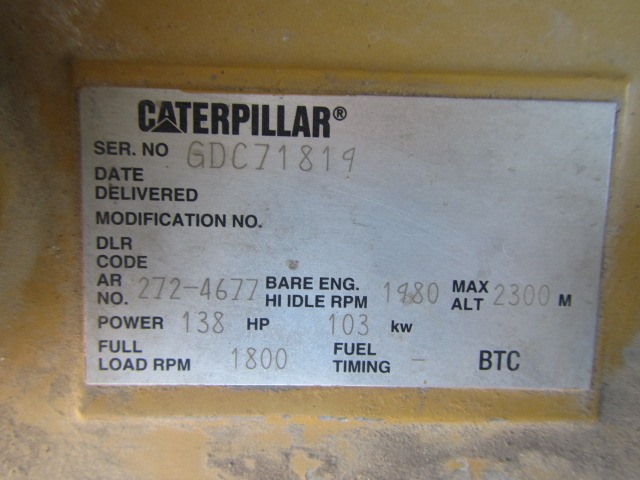 CATERPILLAR®
SER. NO GDC71819
DATE
DELIVERED
MODIFICATION NO.
DLR
CODE
AR NO. 272-4677 BARE ENG. HI IDLE RPM 1980 MAX ALT 2300 M
POWER 138 HP 103 kw
FULL LOAD RPM 1800 FUEL TIMING - BTC